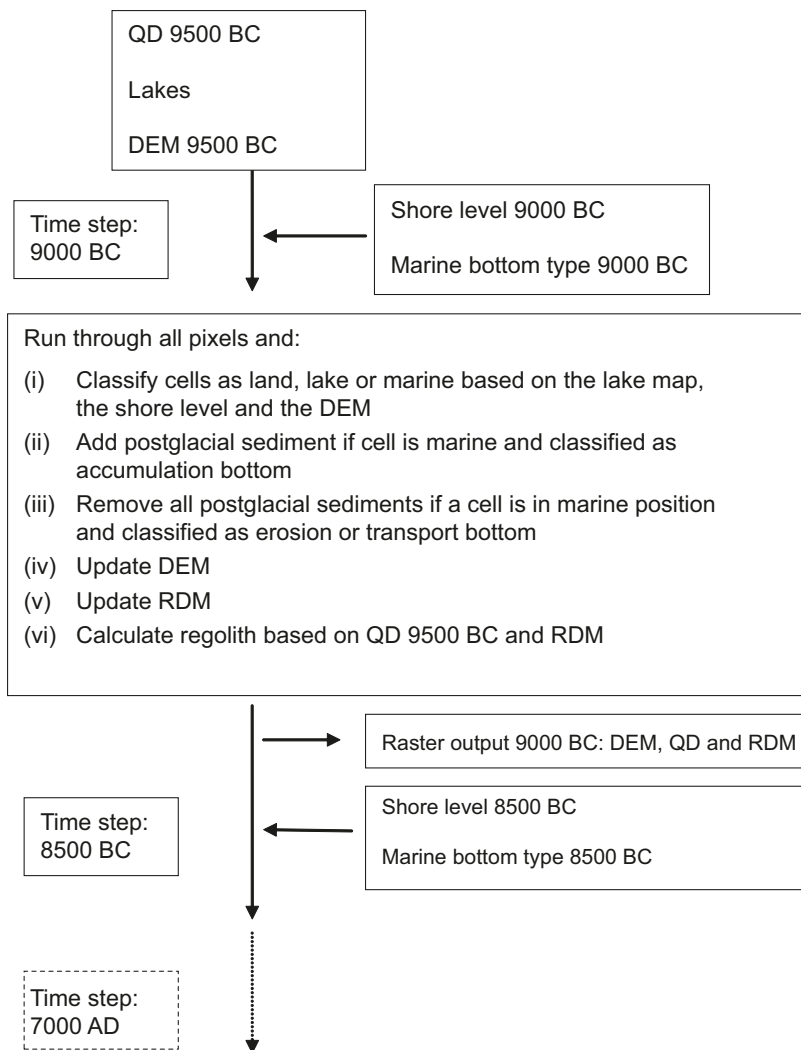 QD 9500 BC
Lakes
DEM 9500 BC
Time step:
9000 BC
Shore level 9000 BC
Marine bottom type 9000 BC
Run through all pixels and:
(i) Classify cells as land, lake or marine based on the lake map,
the shore level and the DEM
(ii) Add postglacial sediment if cell is marine and classified as
accumulation bottom
(iii) Remove all postglacial sediments if a cell is in marine position
and classified as erosion or transport bottom
(iv) Update DEM
(v) Update RDM
(vi) Calculate regolith based on QD 9500 BC and RDM
Raster output 9000 BC: DEM, QD and RDM
Time step:
8500 BC
Shore level 8500 BC
Marine bottom type 8500 BC
Time step:
7000 AD